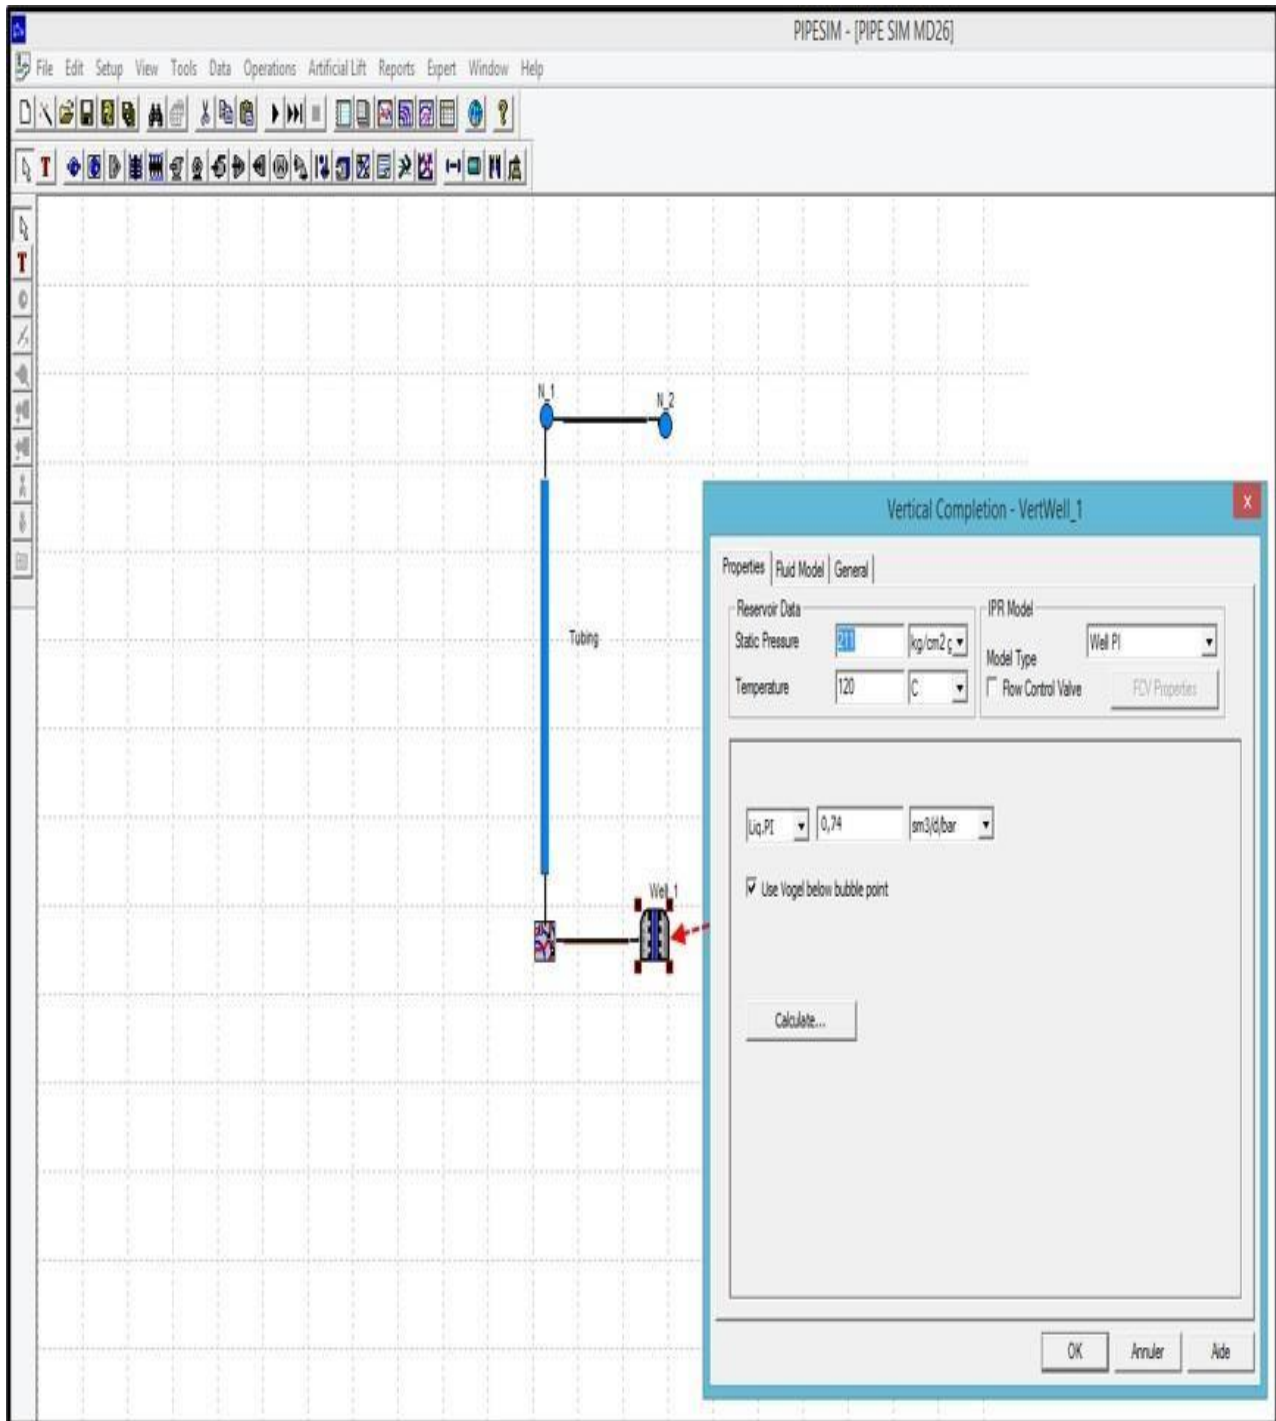 PIPESIM - [PIPE SIM MD26]
File Edit Setup View Tools Data Operations Artificial Lift Reports Expert Window Help
T
T
N_1
N_2
Tubing
Well_1
Vertical Completion - VertWell_1
x
Properties Fluid Model General
Reservoir Data
Static Pressure 211 kg/cm2 g
Temperature 120 C
IPR Model
Model Type Well PI
Flow Control Valve FCV Properties
Liq.PI 0,74 sm3/d/bar
Use Vogel below bubble point
Calculate...
OK Annuler Aide